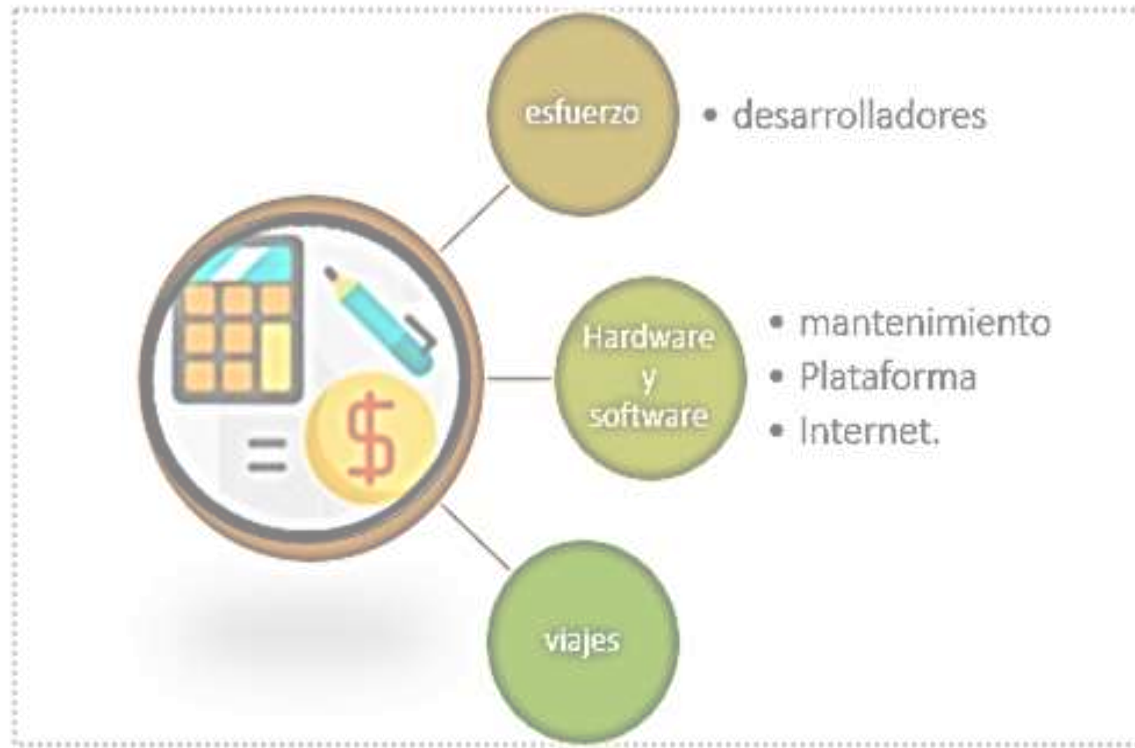 esfuerzo
• desarrolladores
Hardware
y
software
• mantenimiento
• Plataforma
• Internet.
viajes
=
$